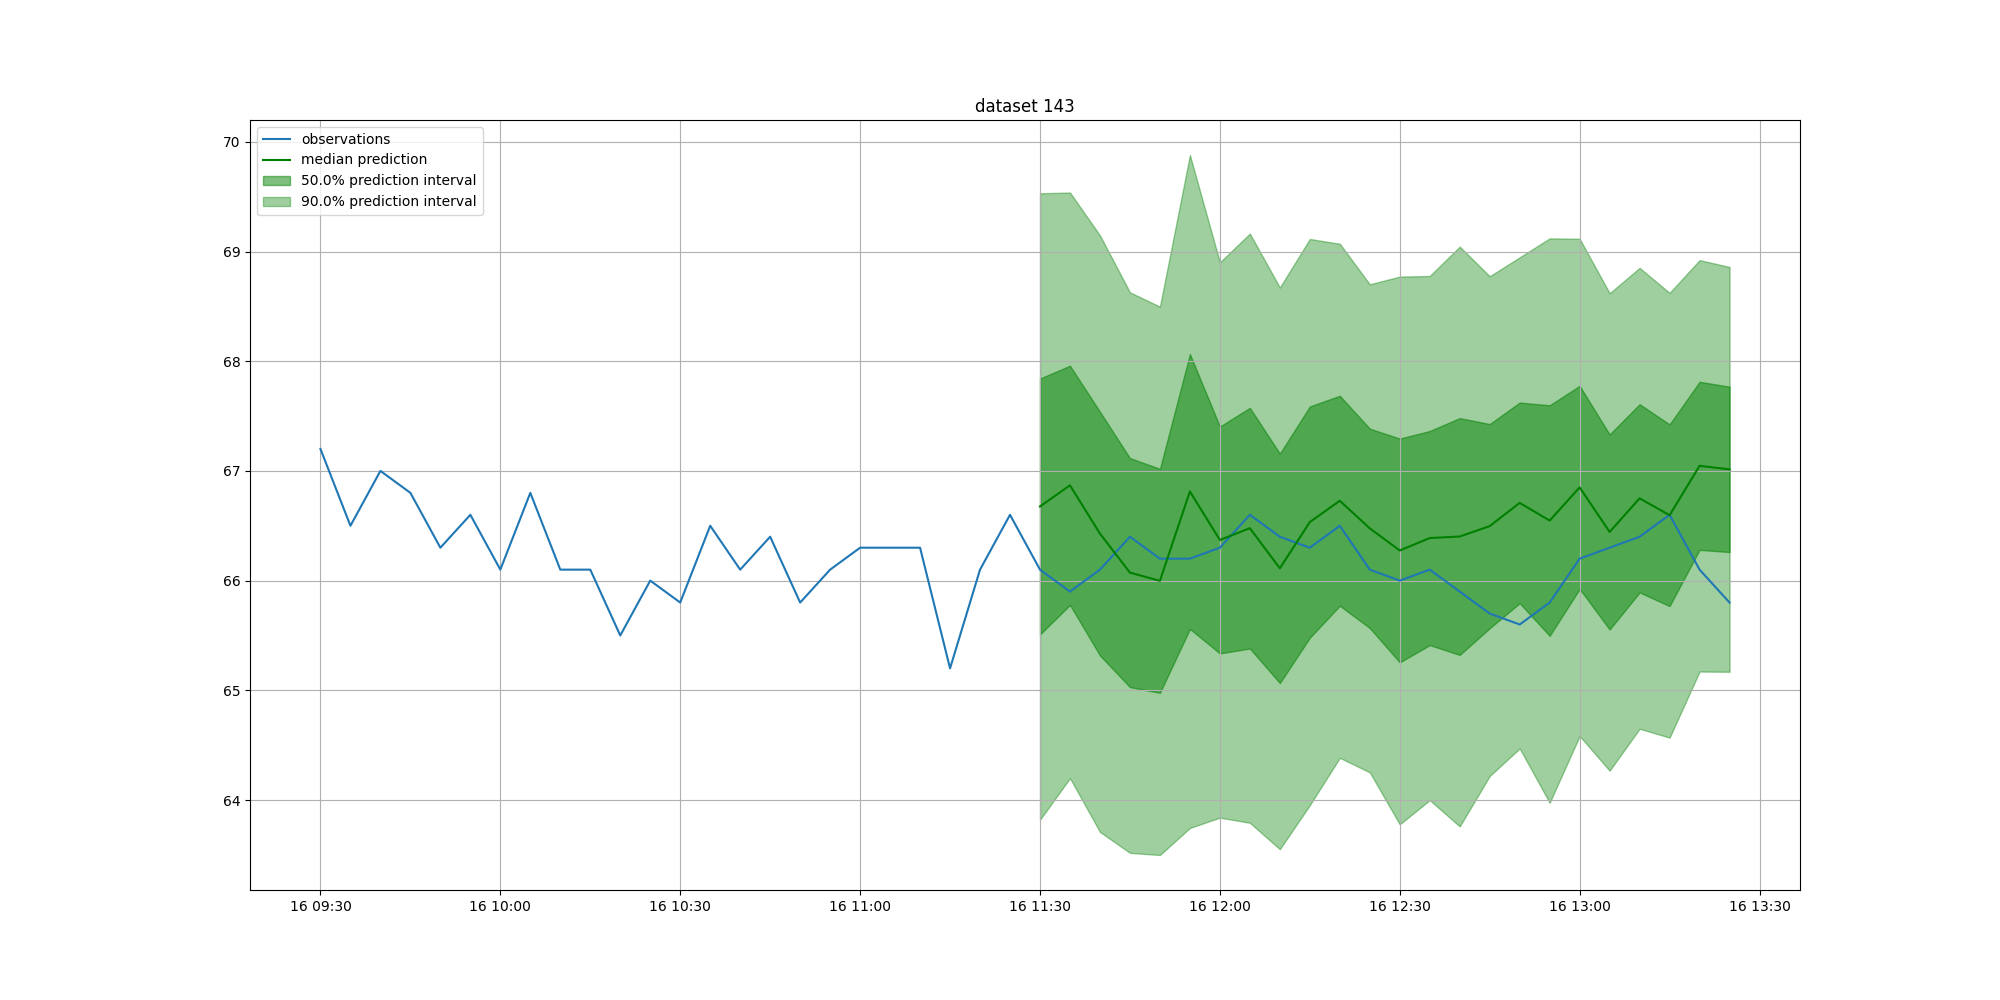 dataset 143
observations
median prediction
50.0% prediction interval
90.0% prediction interval
70
69
68
67
66
65
64
16 09:30 16 10:00 16 10:30 16 11:00 16 11:30 16 12:00 16 12:30 16 13:00 16 13:30